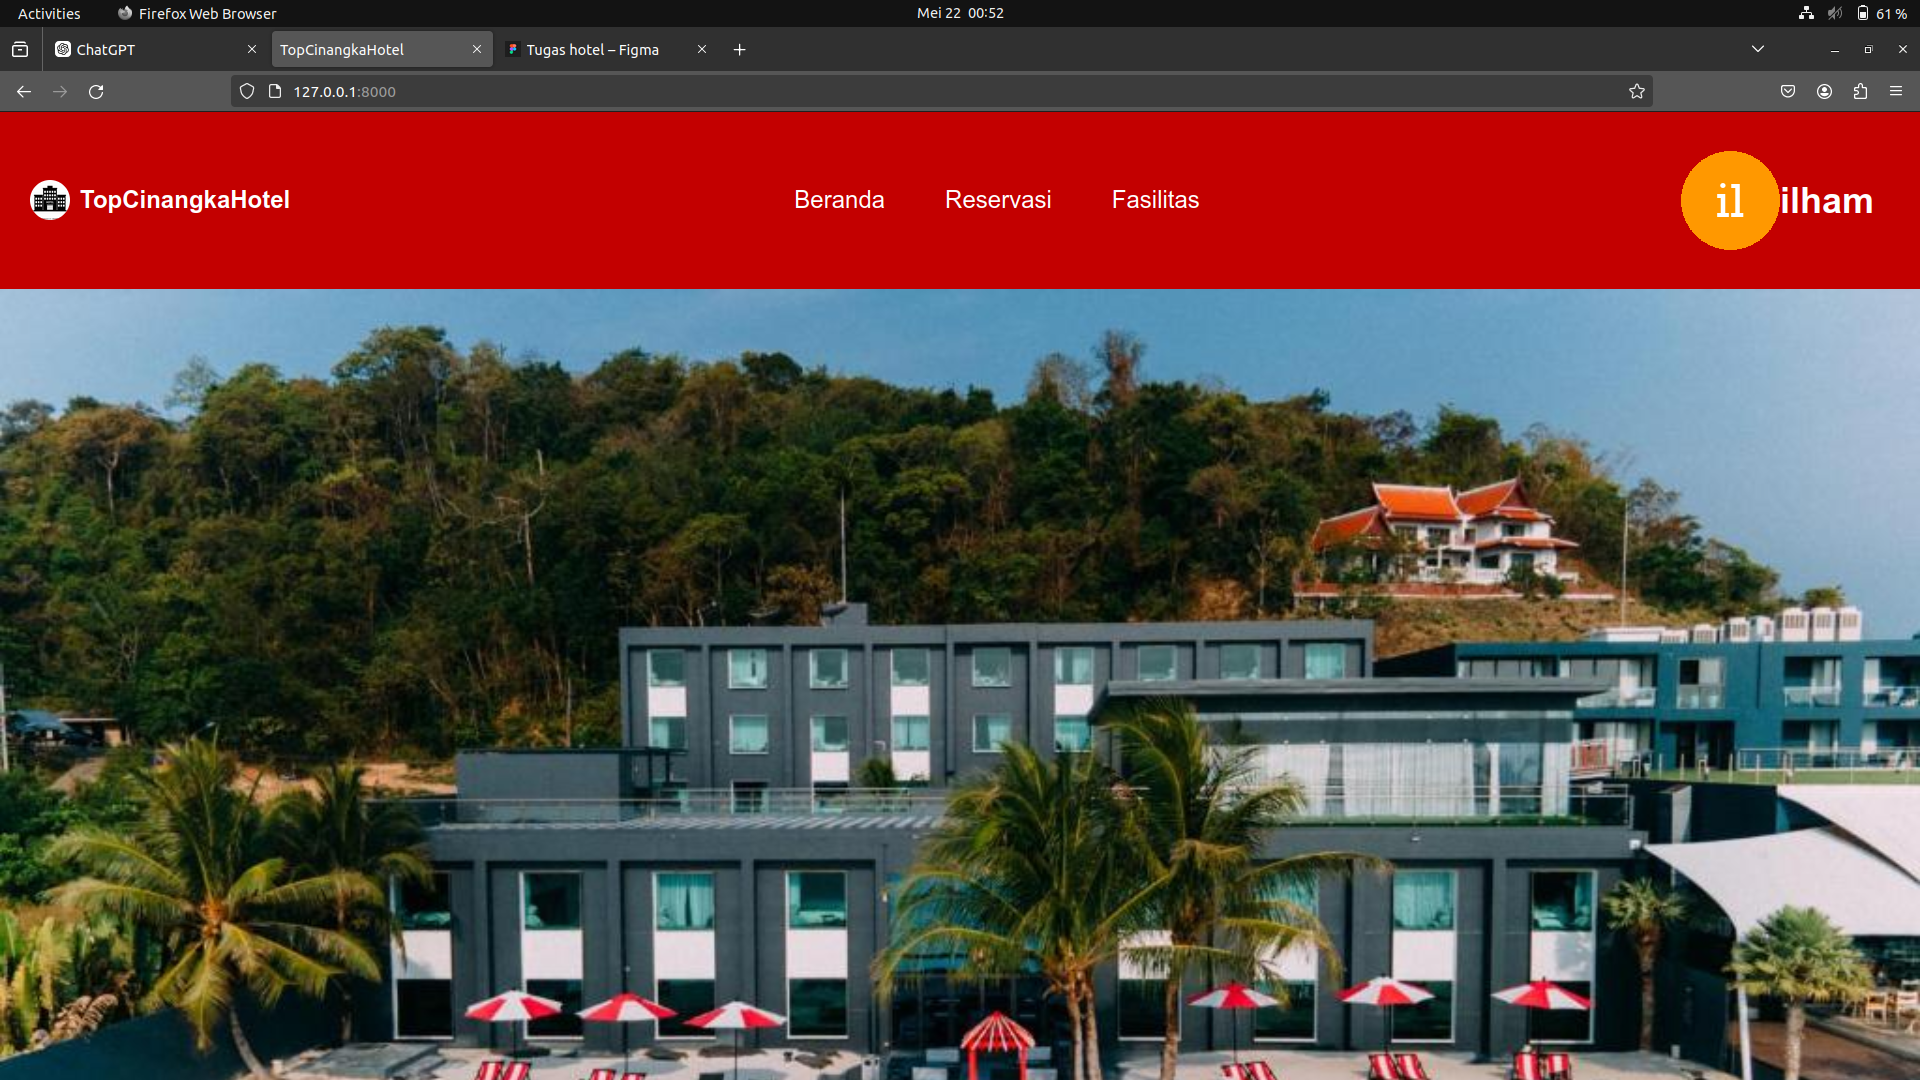 Activities Firefox Web Browser Mei 22 00:52 61 %
ChatGPT TopCinangkaHotel Tugas hotel – Figma
127.0.0.1:8000
TopCinangkaHotel Beranda Reservasi Fasilitas il ilham